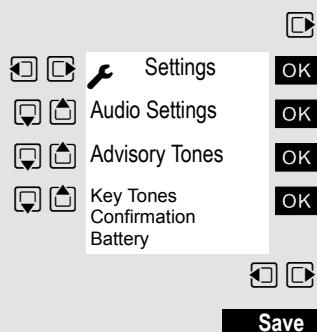 Settings OK
Audio Settings OK
Advisory Tones OK
Key Tones OK
Confirmation
Battery
Save